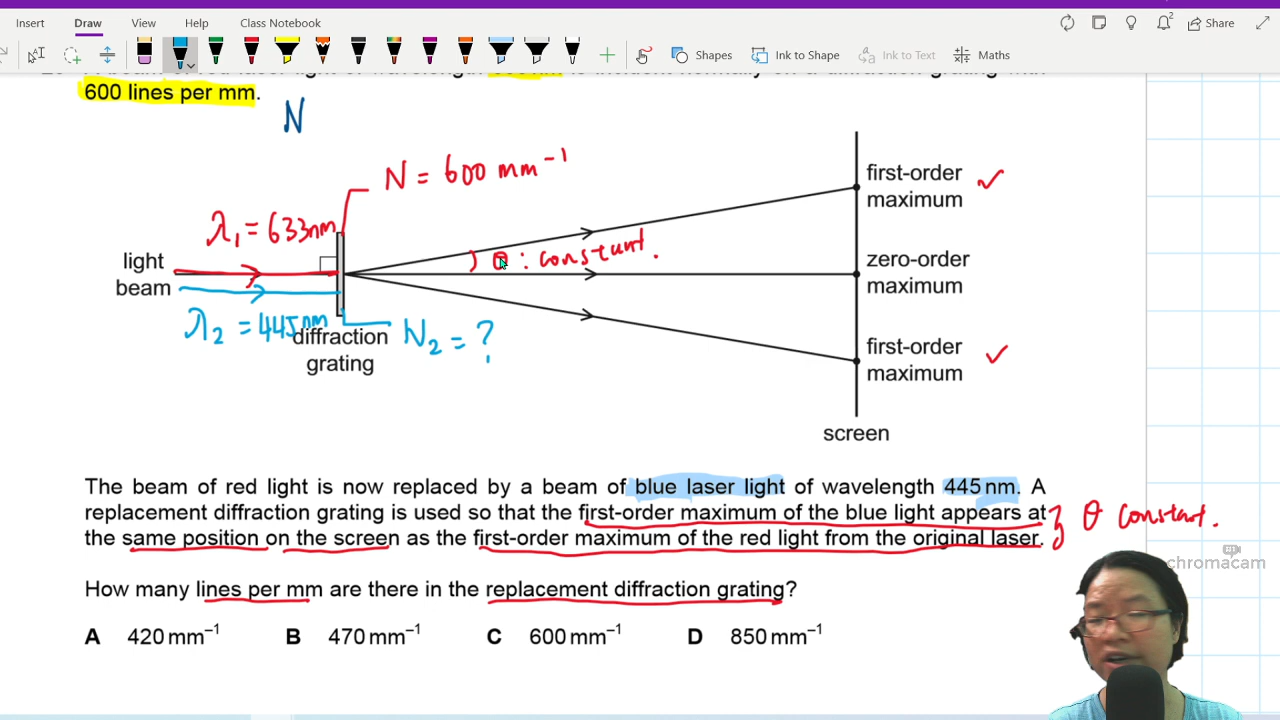 Insert Draw View Help Class Notebook Share
Shapes Ink to Shape Ink to Text Maths
600 lines per mm.
N
N = 600 mm⁻¹
first-order
maximum ✓
λ₁ = 633nm
light
beam
θ : constant.
zero-order
maximum
λ₂ = 445nm
diffraction
grating
N₂ = ?
first-order
maximum ✓
screen
The beam of red light is now replaced by a beam of blue laser light of wavelength 445 nm. A
replacement diffraction grating is used so that the first-order maximum of the blue light appears at
the same position on the screen as the first-order maximum of the red light from the original laser.
θ constant.
chromacam
How many lines per mm are there in the replacement diffraction grating?
A 420 mm⁻¹ B 470 mm⁻¹ C 600 mm⁻¹ D 850 mm⁻¹